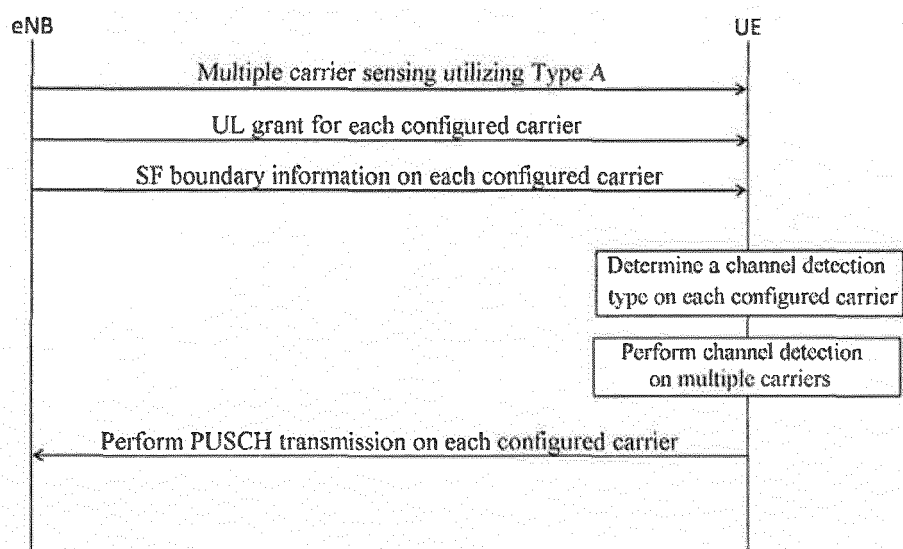 eNB
UE
Multiple carrier sensing utilizing Type A
UL grant for each configured carrier
SF boundary information on each configured carrier
Determine a channel detection
type on each configured carrier
Perform channel detection
on multiple carriers
Perform PUSCH transmission on each configured carrier